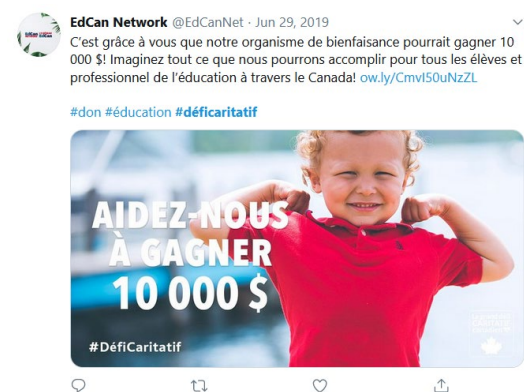 EdCan Network @EdCanNet · Jun 29, 2019
C'est grâce à vous que notre organisme de bienfaisance pourrait gagner 10
000 $! Imaginez tout ce que nous pourrons accomplir pour tous les élèves et
professionnel de l'éducation à travers le Canada! ow.ly/CmvI50uNzZL
#don #éducation #déficaritatif
AIDEZ-NOUS
À GAGNER
10 000 $
#DéfiCaritatif